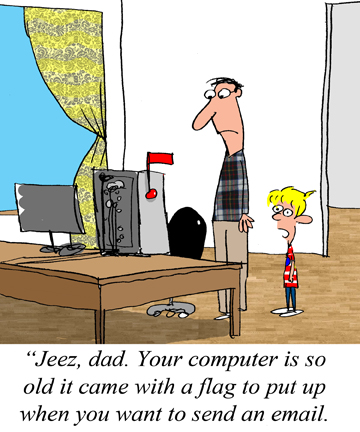 “Jeez, dad. Your computer is so
old it came with a flag to put up
when you want to send an email.